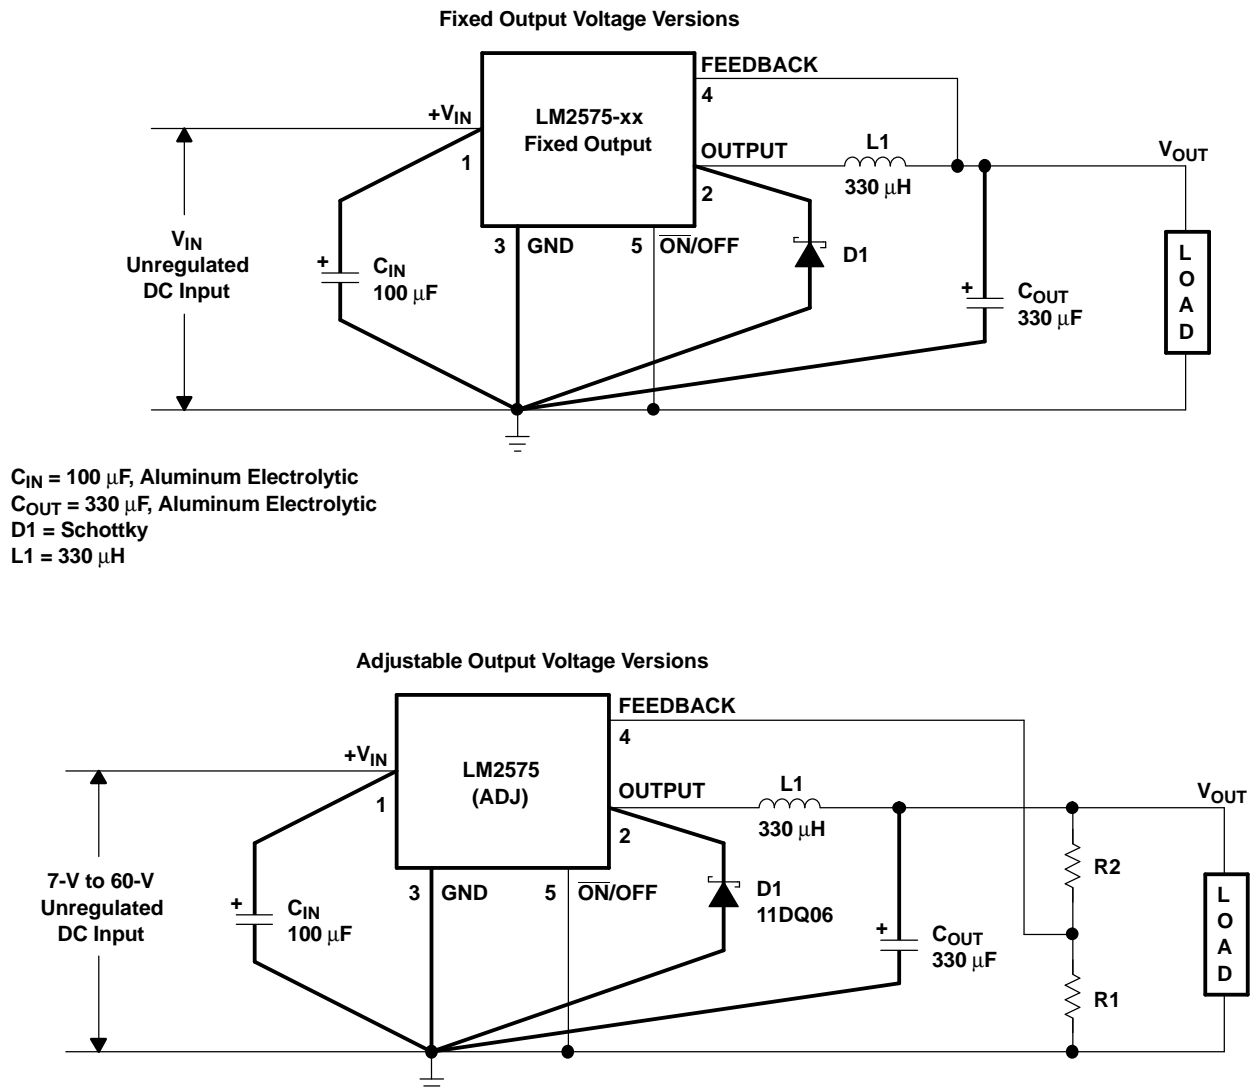 Fixed Output Voltage Versions
FEEDBACK
4
+VIN
LM2575-xx
Fixed Output
1
OUTPUT
2
L1
330 μH
VOUT
VIN
Unregulated
DC Input
3 GND
5 ON/OFF
+
CIN
100 μF
D1
+
COUT
330 μF
LOAD
CIN = 100 μF, Aluminum Electrolytic
COUT = 330 μF, Aluminum Electrolytic
D1 = Schottky
L1 = 330 μH
Adjustable Output Voltage Versions
FEEDBACK
4
+VIN
LM2575
(ADJ)
1
OUTPUT
2
L1
330 μH
VOUT
7-V to 60-V
Unregulated
DC Input
3 GND
5 ON/OFF
+
CIN
100 μF
D1
11DQ06
+
COUT
330 μF
R2
R1
LOAD